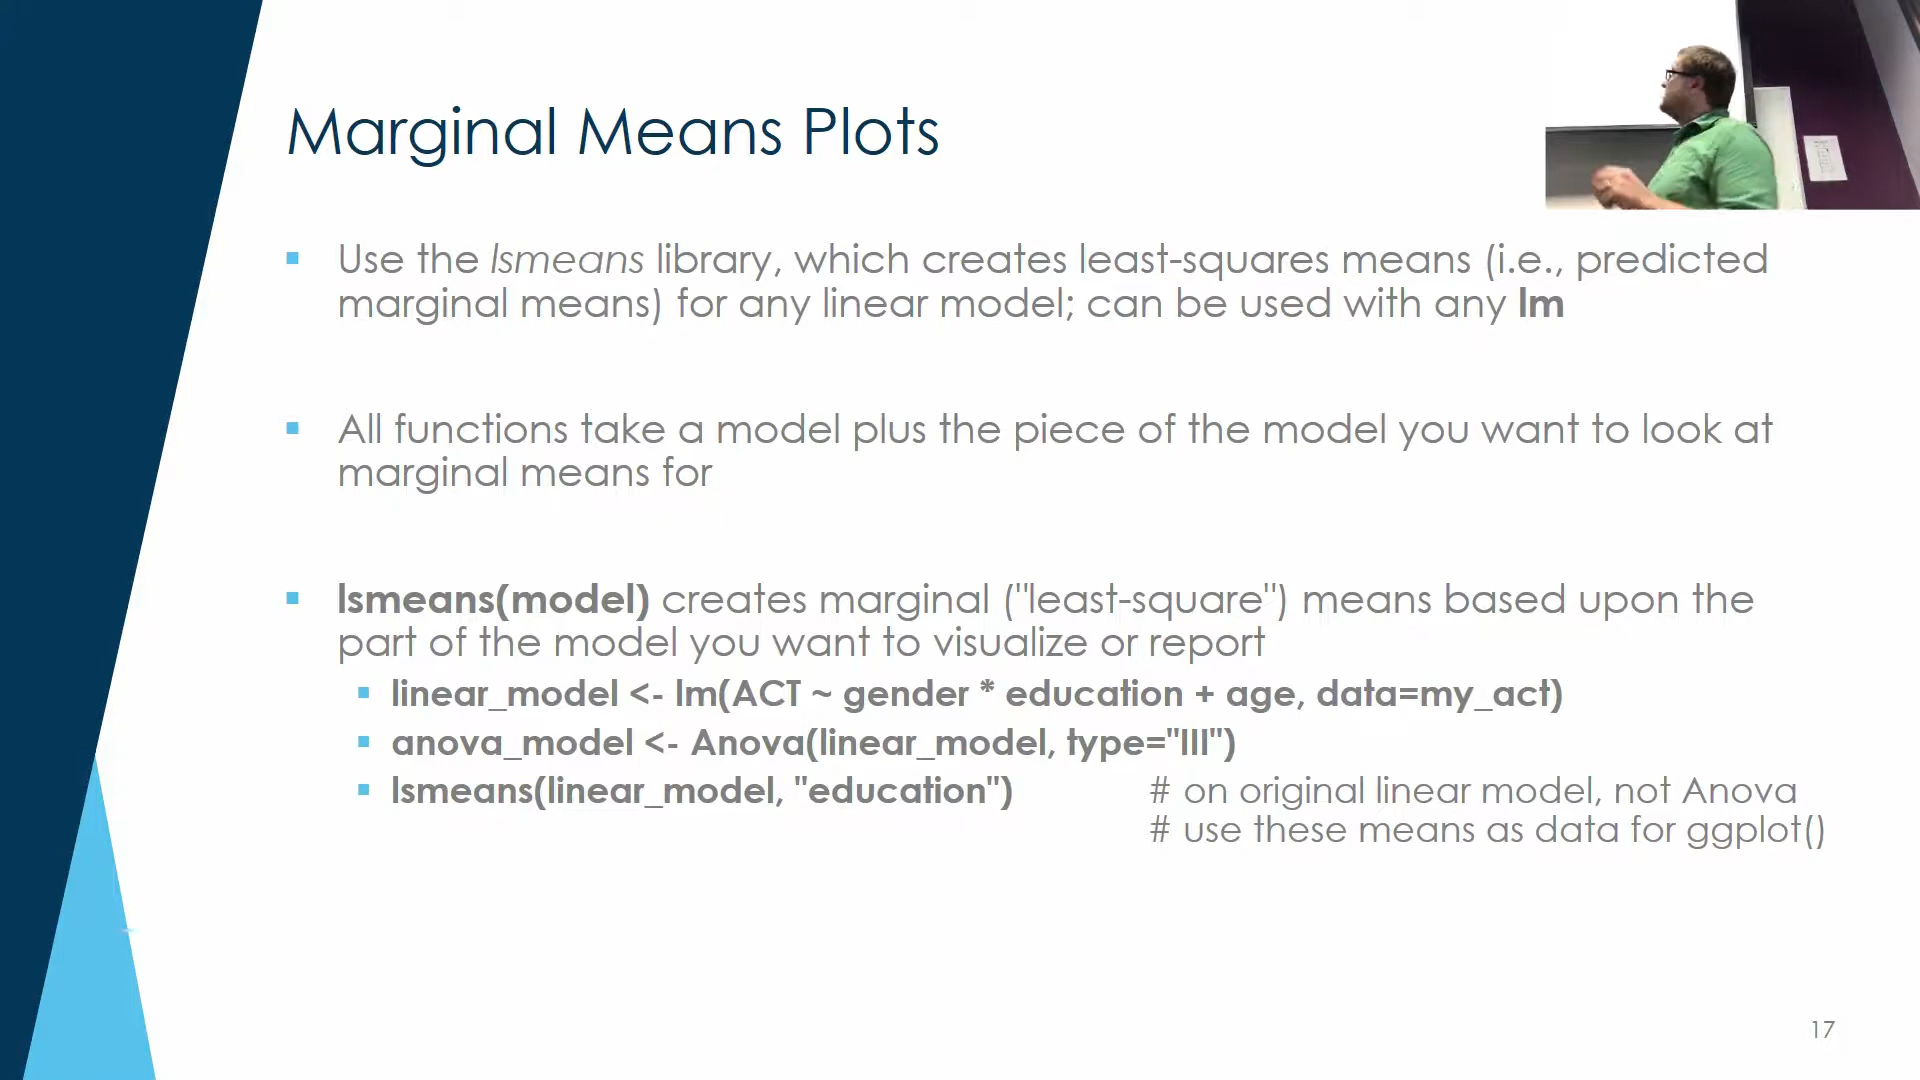 Marginal Means Plots
Use the lsmeans library, which creates least-squares means (i.e., predicted
marginal means) for any linear model; can be used with any lm
All functions take a model plus the piece of the model you want to look at
marginal means for
lsmeans(model) creates marginal ("least-square") means based upon the
part of the model you want to visualize or report
linear_model <- lm(ACT ~ gender * education + age, data=my_act)
anova_model <- Anova(linear_model, type="III")
lsmeans(linear_model, "education") # on original linear model, not Anova
# use these means as data for ggplot()
17